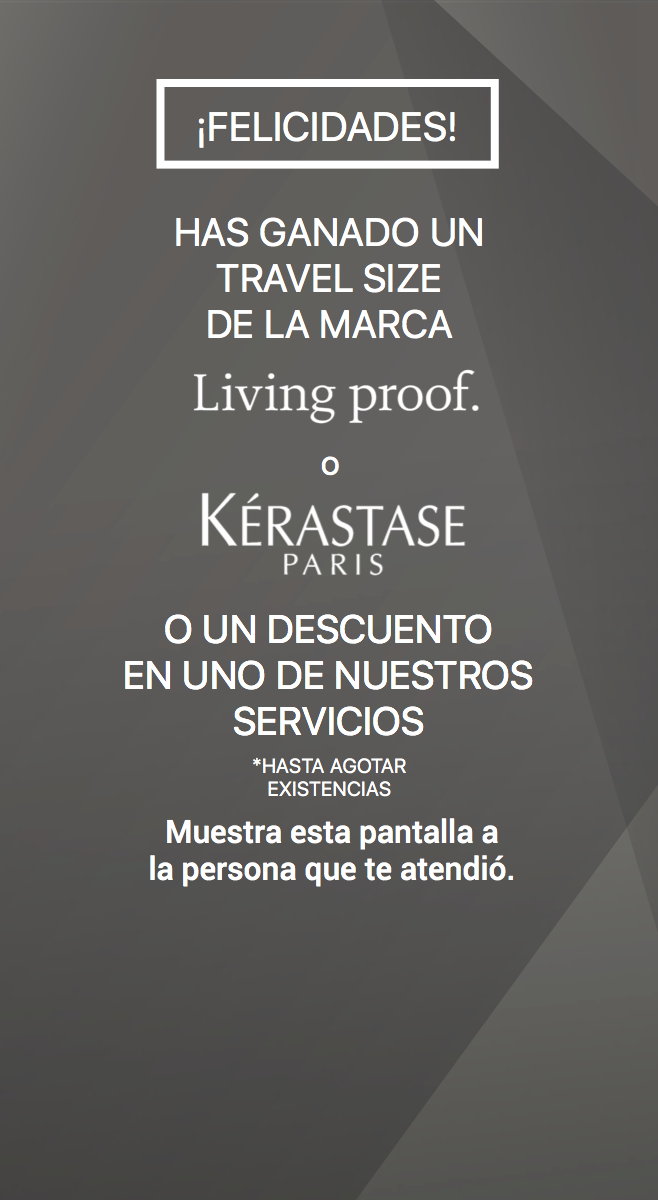 ¡FELICIDADES!
HAS GANADO UN
TRAVEL SIZE
DE LA MARCA
Living proof.
o
KÉRASTASE
PARIS
O UN DESCUENTO
EN UNO DE NUESTROS
SERVICIOS
*HASTA AGOTAR
EXISTENCIAS
Muestra esta pantalla a
la persona que te atendió.